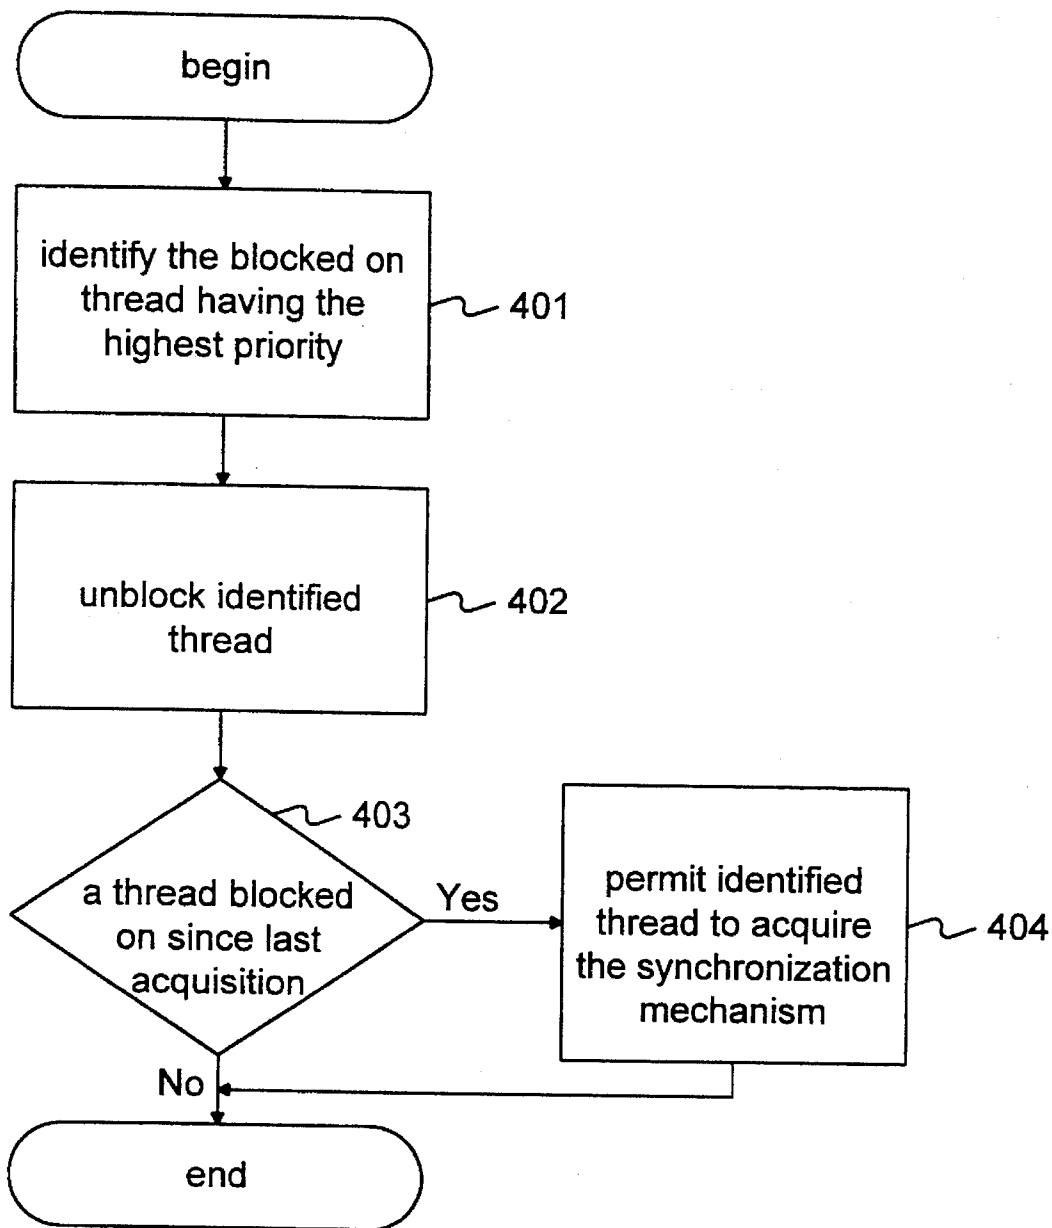 begin
identify the blocked on
thread having the
highest priority
401
unblock identified
thread
402
403
a thread blocked
on since last
acquisition
Yes
permit identified
thread to acquire
the synchronization
mechanism
404
No
end